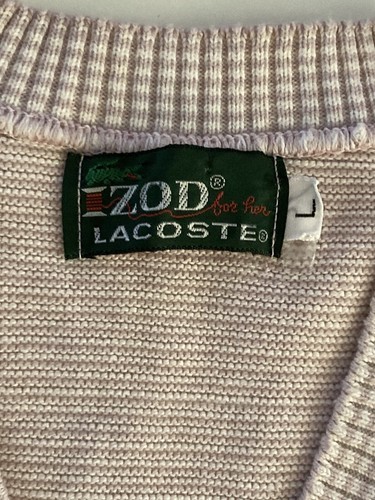 IZOD® for her
LACOSTE®
L